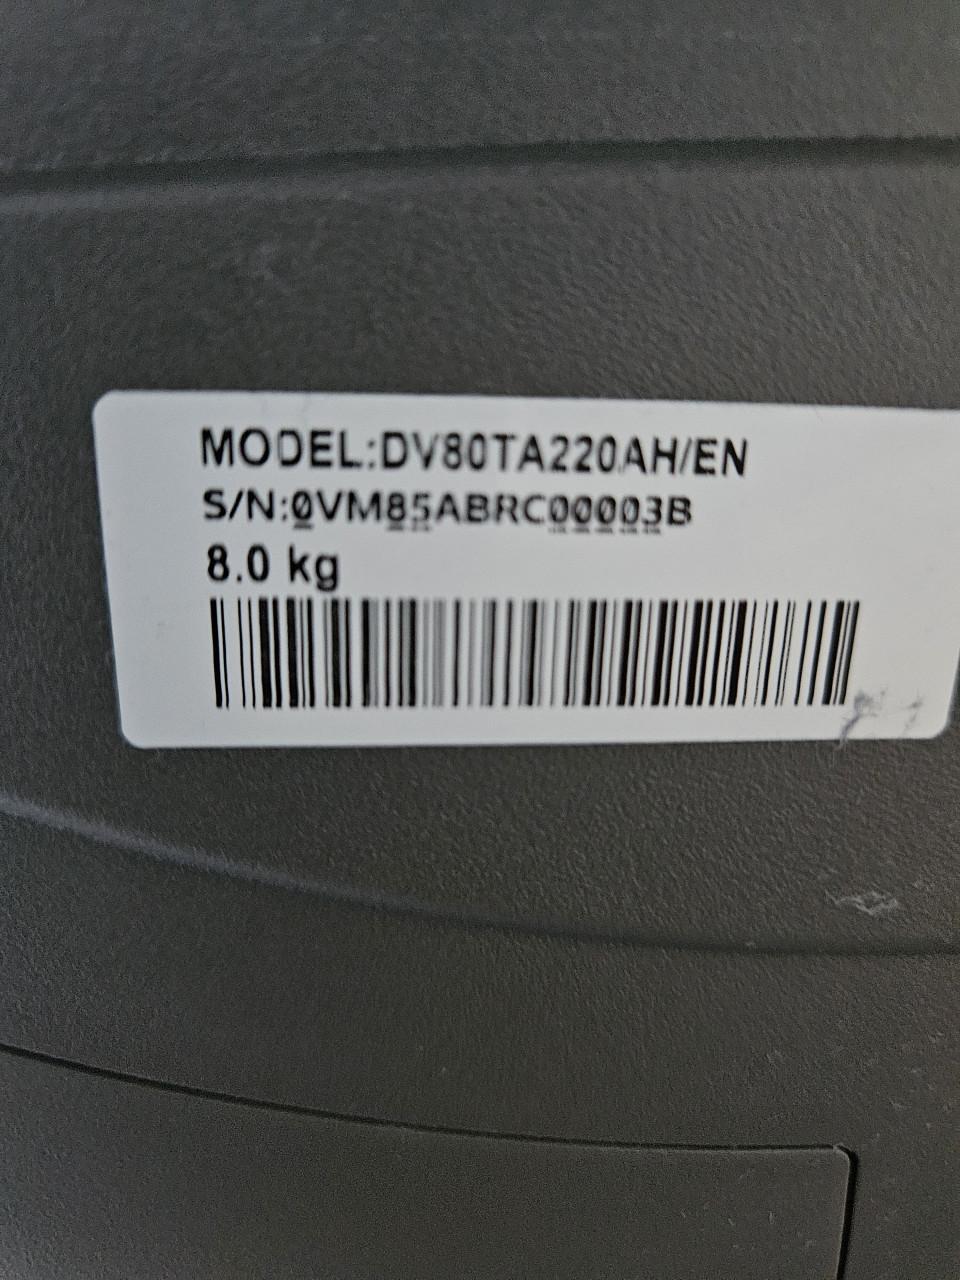 MODEL:DV80TA220AH/EN
S/N:0VM85ABRC00003B
8.0 kg